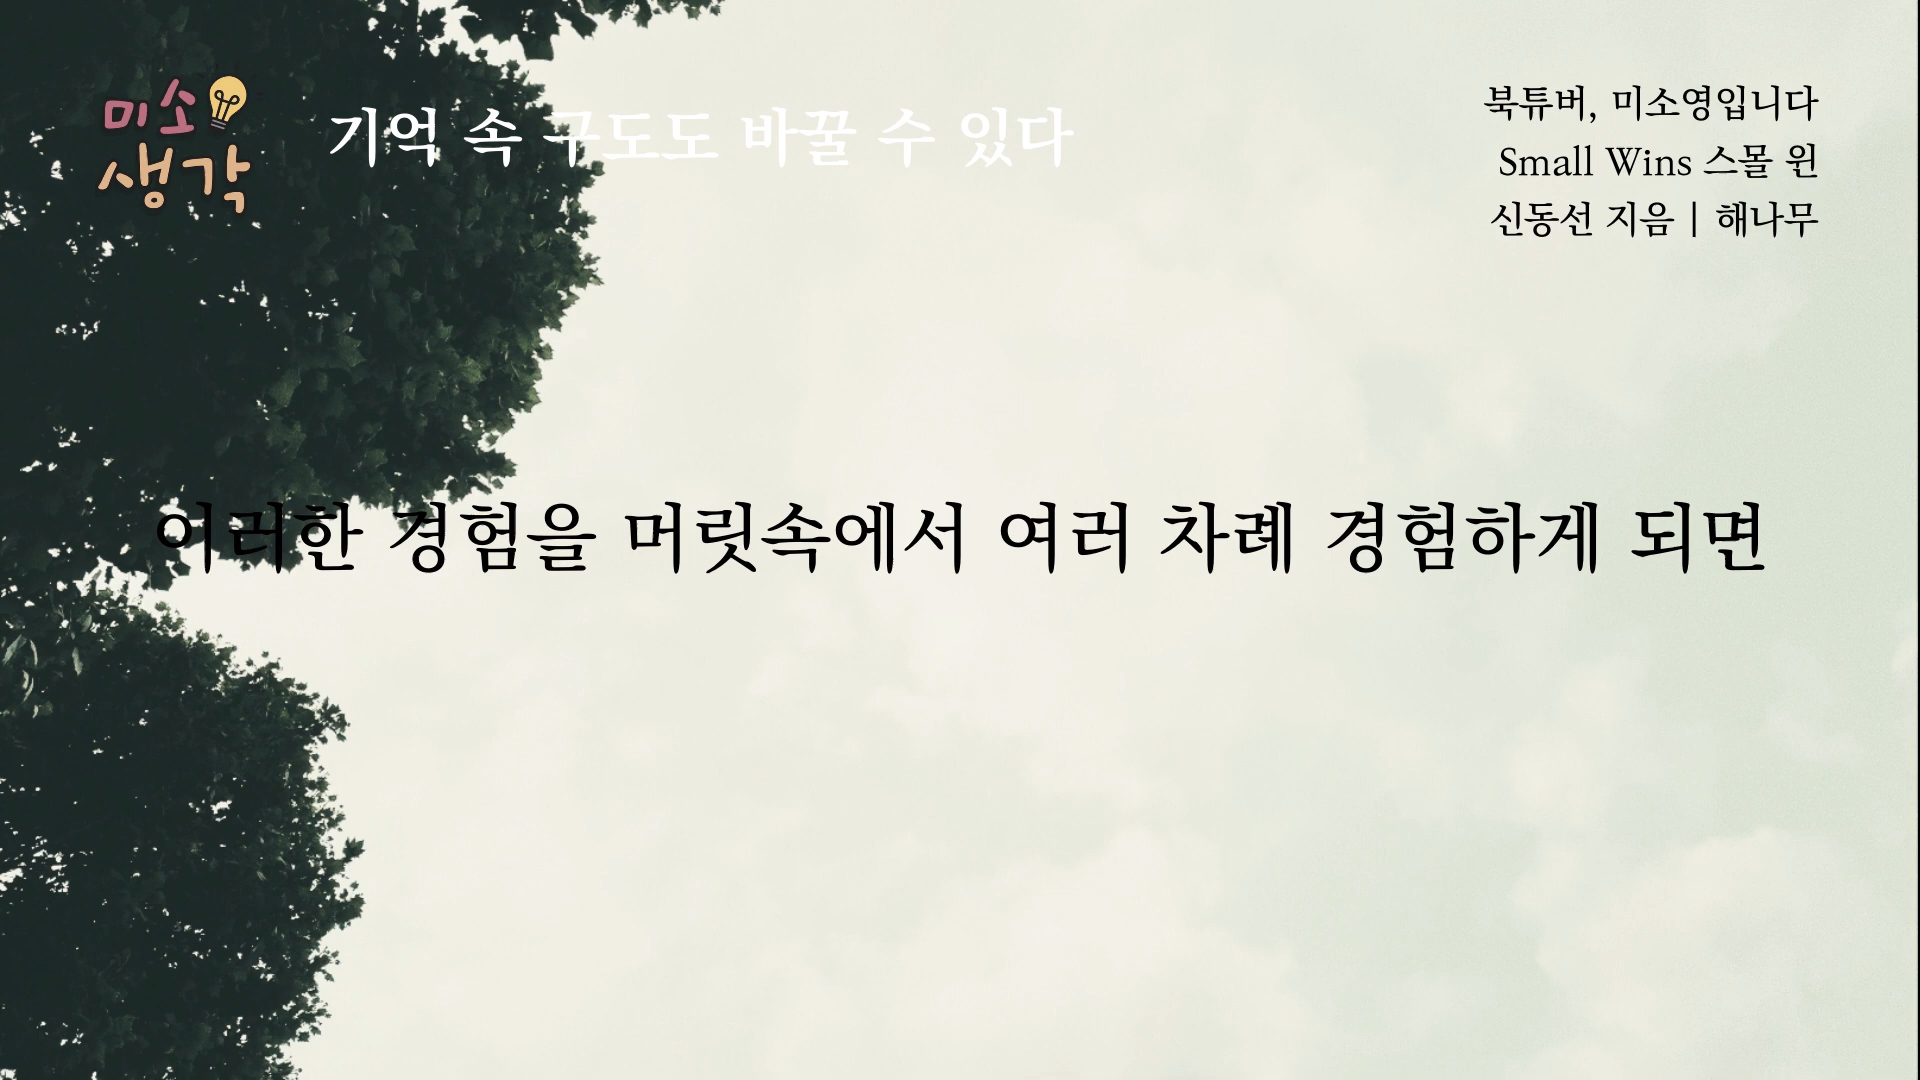 미소
생각
기억 속 구도도 바꿀 수 있다
북튜버, 미소영입니다
Small Wins 스몰 윈
신동선 지음 | 해나무
이러한 경험을 머릿속에서 여러 차례 경험하게 되면